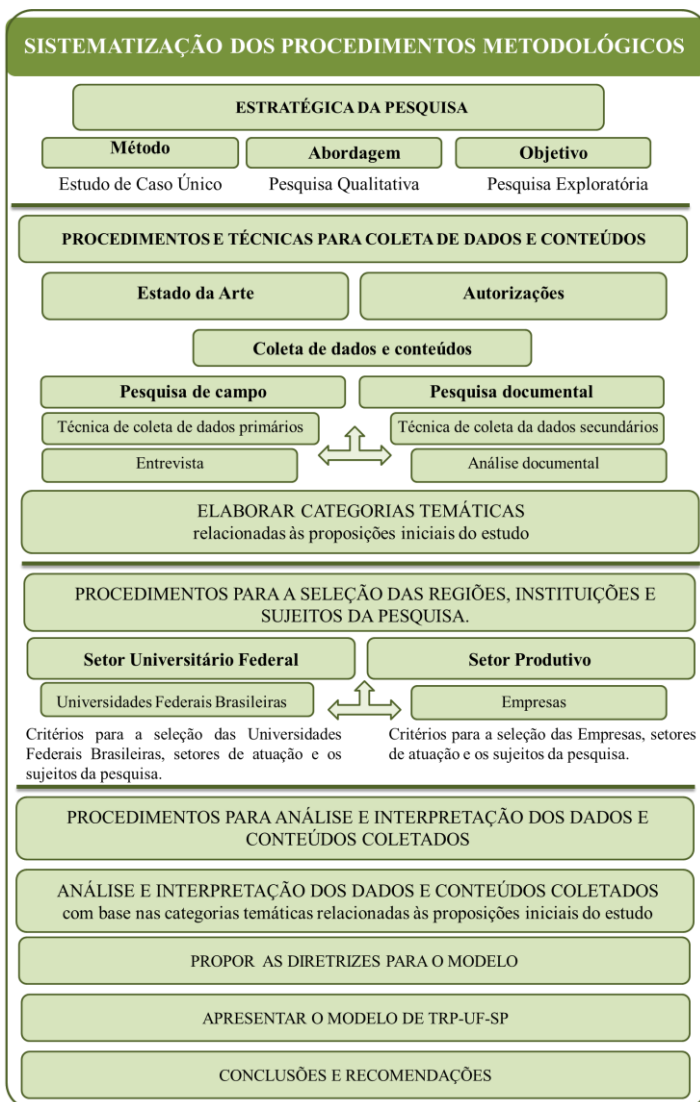 SISTEMATIZAÇÃO DOS PROCEDIMENTOS METODOLÓGICOS
ESTRATÉGICA DA PESQUISA
Método
Abordagem
Objetivo
Estudo de Caso Único
Pesquisa Qualitativa
Pesquisa Exploratória
PROCEDIMENTOS E TÉCNICAS PARA COLETA DE DADOS E CONTEÚDOS
Estado da Arte
Autorizações
Coleta de dados e conteúdos
Pesquisa de campo
Pesquisa documental
Técnica de coleta de dados primários
Técnica de coleta da dados secundários
Entrevista
Análise documental
ELABORAR CATEGORIAS TEMÁTICAS
relacionadas às proposições iniciais do estudo
PROCEDIMENTOS PARA A SELEÇÃO DAS REGIÕES, INSTITUIÇÕES E
SUJEITOS DA PESQUISA.
Setor Universitário Federal
Setor Produtivo
Universidades Federais Brasileiras
Empresas
Critérios para a seleção das Universidades
Federais Brasileiras, setores de atuação e os
sujeitos da pesquisa.
Critérios para a seleção das Empresas, setores
de atuação e os sujeitos da pesquisa.
PROCEDIMENTOS PARA ANÁLISE E INTERPRETAÇÃO DOS DADOS E
CONTEÚDOS COLETADOS
ANÁLISE E INTERPRETAÇÃO DOS DADOS E CONTEÚDOS COLETADOS
com base nas categorias temáticas relacionadas às proposições iniciais do estudo
PROPOR AS DIRETRIZES PARA O MODELO
APRESENTAR O MODELO DE TRP-UF-SP
CONCLUSÕES E RECOMENDAÇÕES